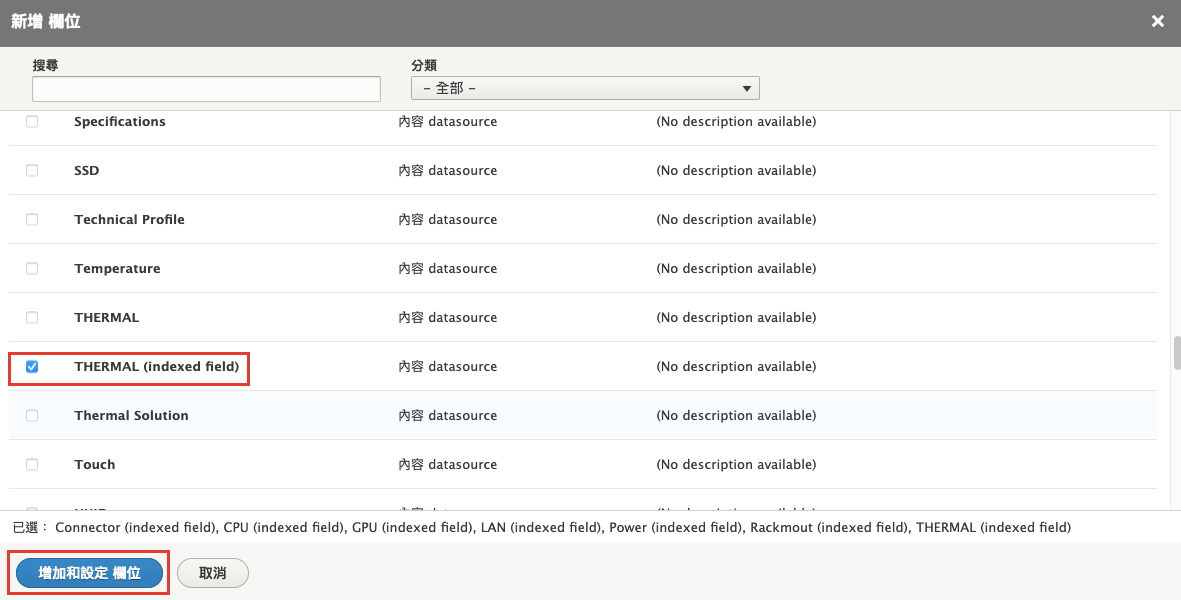 新增 欄位
搜尋 分類
– 全部 –
Specifications 內容 datasource (No description available)
SSD 內容 datasource (No description available)
Technical Profile 內容 datasource (No description available)
Temperature 內容 datasource (No description available)
THERMAL 內容 datasource (No description available)
THERMAL (indexed field) 內容 datasource (No description available)
Thermal Solution 內容 datasource (No description available)
Touch 內容 datasource (No description available)
已選： Connector (indexed field), CPU (indexed field), GPU (indexed field), LAN (indexed field), Power (indexed field), Rackmout (indexed field), THERMAL (indexed field)
增加和設定 欄位 取消